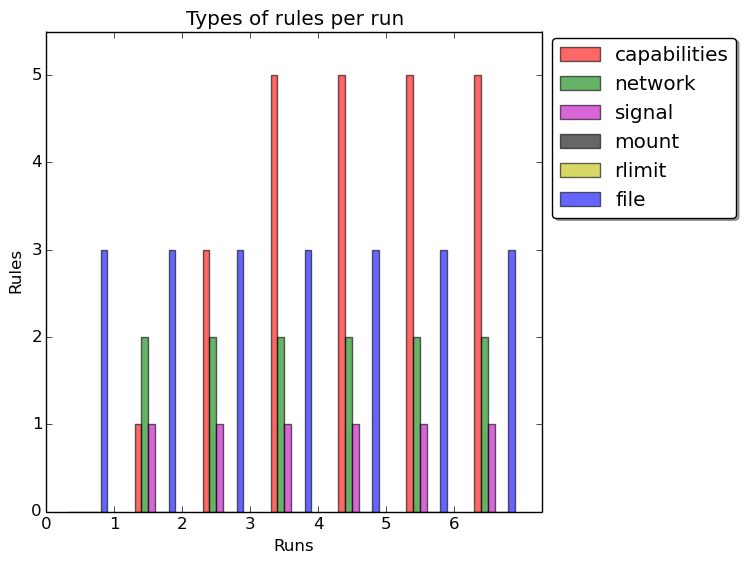 Types of rules per run
capabilities
network
signal
mount
rlimit
file
Rules
5
4
3
2
1
0
0 1 2 3 4 5 6
Runs